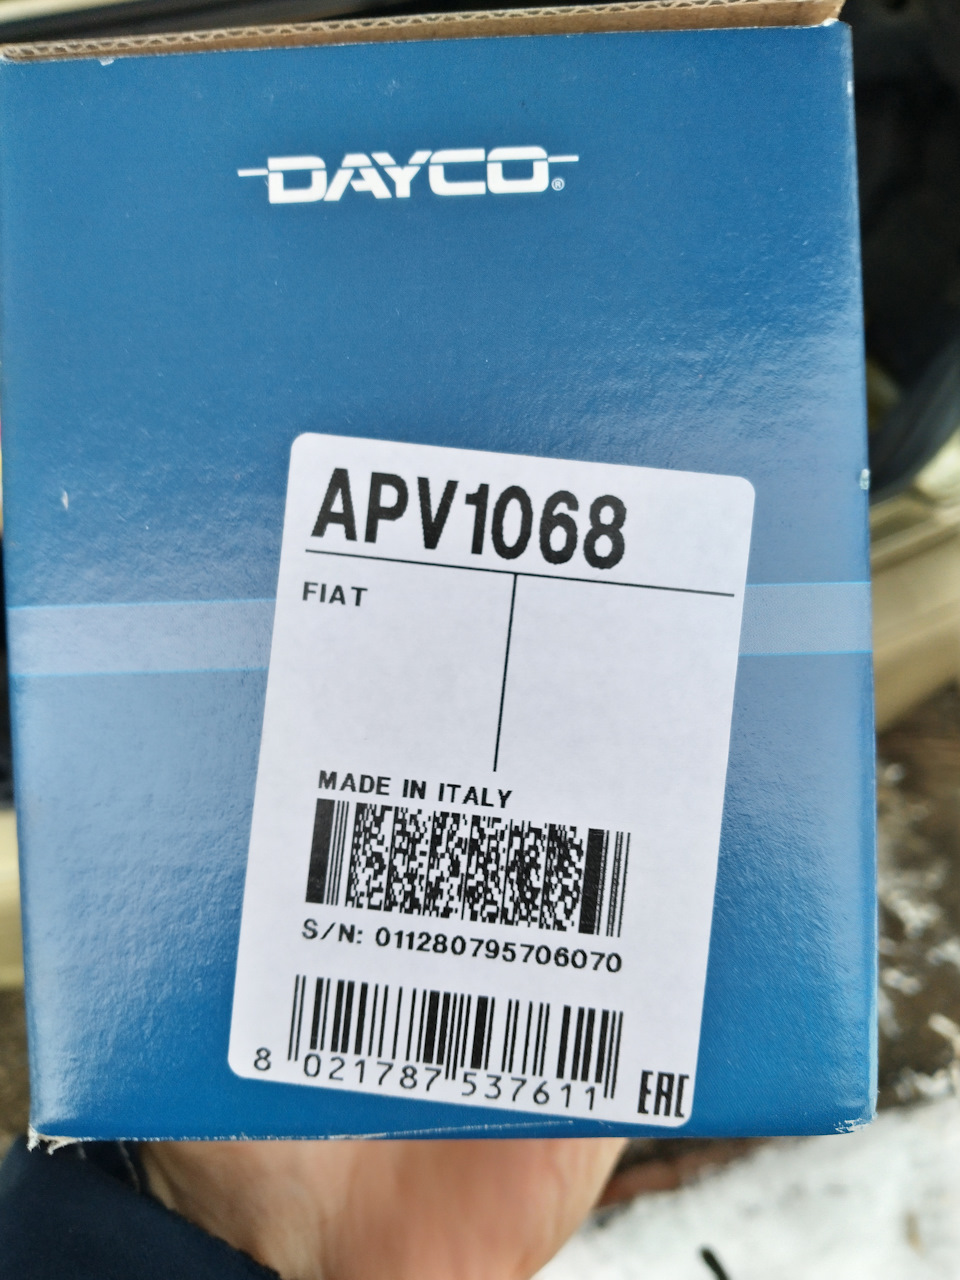 DAYCO®
APV1068
FIAT
MADE IN ITALY
S/N: 011280795706070
8 021787 537611
EAC